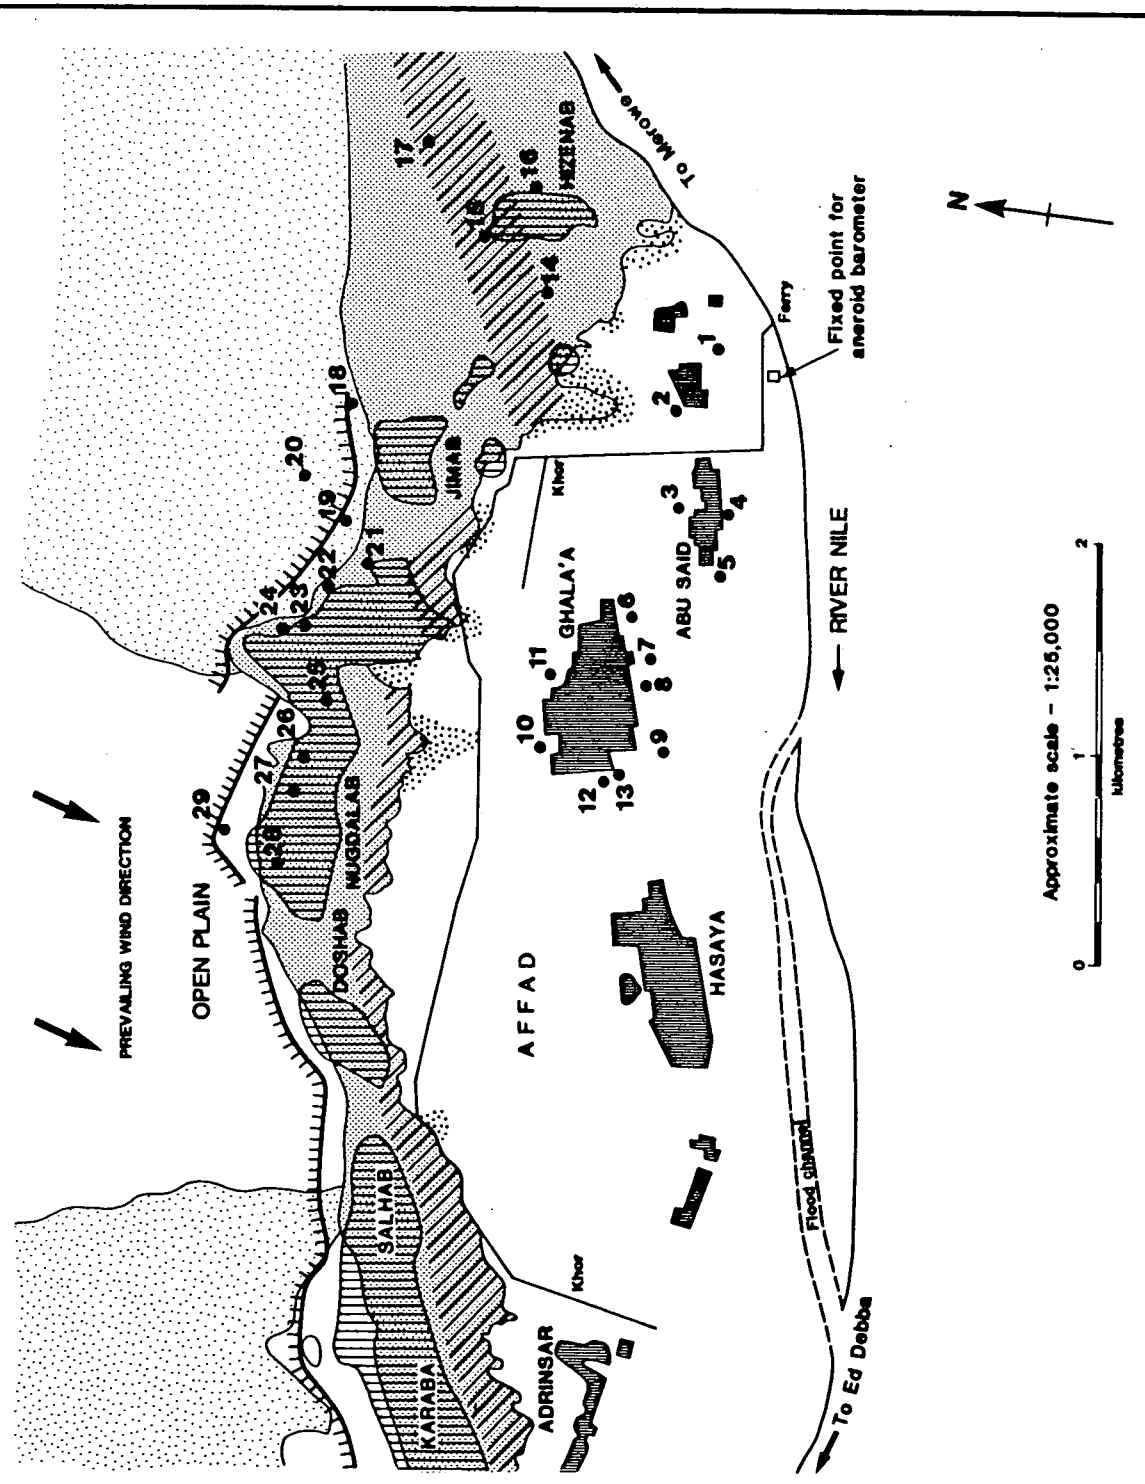 To Merowe
17
16
HIZENAB
15
14
N
Fixed point for
aneroid barometer
Ferry
1
2
18
20
19
JIMAB
21
22
24
23
Khor
3
4
5
ABU SAID
GHALA'A
6
7
8
9
10
11
12
13
RIVER NILE
25
26
27
28
29
NUGDALAB
DOSHAB
OPEN PLAIN
PREVAILING WIND DIRECTION
AFFAD
HASAYA
Flood channel
SALHAB
KARABA
Khor
ADRINSAR
To Ed Debba
Approximate scale – 1:25,000
0 1 2
kilometres